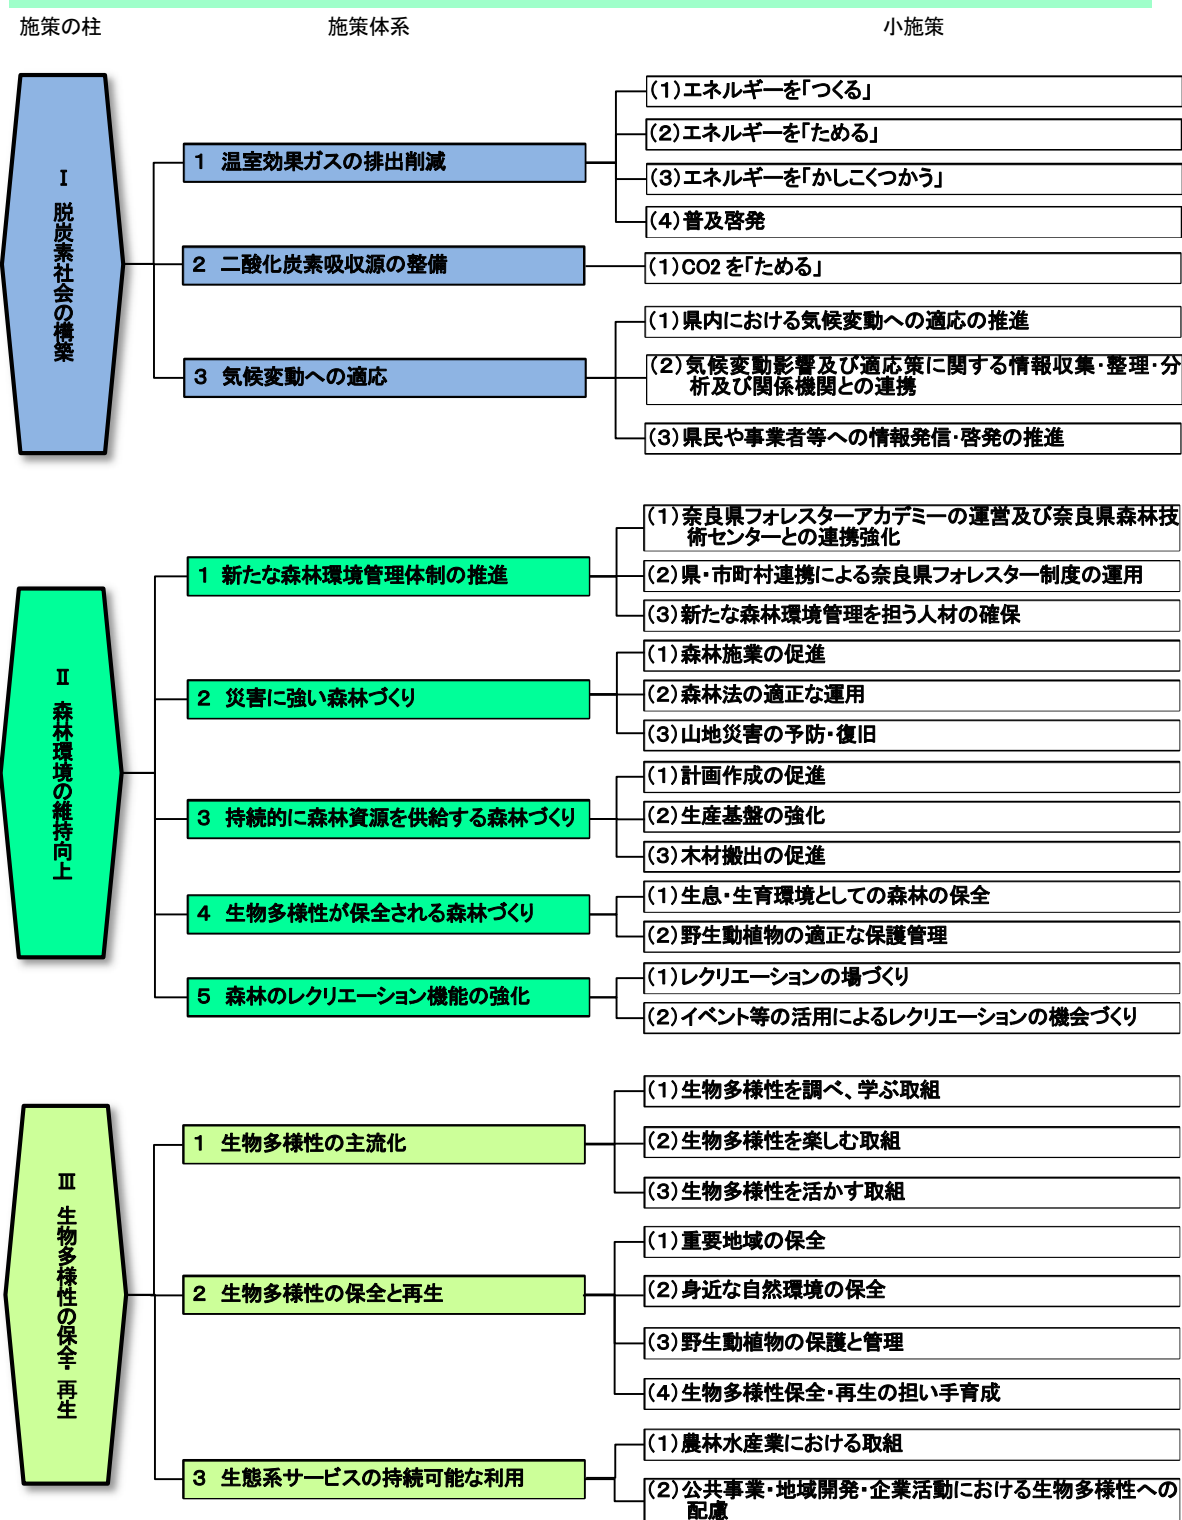 施策の柱 施策体系 小施策
Ⅰ 脱炭素社会の構築
1 温室効果ガスの排出削減
(1)エネルギーを「つくる」
(2)エネルギーを「ためる」
(3)エネルギーを「かしこくつかう」
(4)普及啓発
2 二酸化炭素吸収源の整備
(1)CO2を「ためる」
3 気候変動への適応
(1)県内における気候変動への適応の推進
(2)気候変動影響及び適応策に関する情報収集・整理・分
析及び関係機関との連携
(3)県民や事業者等への情報発信・啓発の推進
Ⅱ 森林環境の維持向上
1 新たな森林環境管理体制の推進
(1)奈良県フォレスターアカデミーの運営及び奈良県森林技
術センターとの連携強化
(2)県・市町村連携による奈良県フォレスター制度の運用
(3)新たな森林環境管理を担う人材の確保
2 災害に強い森林づくり
(1)森林施業の促進
(2)森林法の適正な運用
(3)山地災害の予防・復旧
3 持続的に森林資源を供給する森林づくり
(1)計画作成の促進
(2)生産基盤の強化
(3)木材搬出の促進
4 生物多様性が保全される森林づくり
(1)生息・生育環境としての森林の保全
(2)野生動植物の適正な保護管理
5 森林のレクリエーション機能の強化
(1)レクリエーションの場づくり
(2)イベント等の活用によるレクリエーションの機会づくり
Ⅲ 生物多様性の保全・再生
1 生物多様性の主流化
(1)生物多様性を調べ、学ぶ取組
(2)生物多様性を楽しむ取組
(3)生物多様性を活かす取組
2 生物多様性の保全と再生
(1)重要地域の保全
(2)身近な自然環境の保全
(3)野生動植物の保護と管理
(4)生物多様性保全・再生の担い手育成
3 生態系サービスの持続可能な利用
(1)農林水産業における取組
(2)公共事業・地域開発・企業活動における生物多様性への
配慮